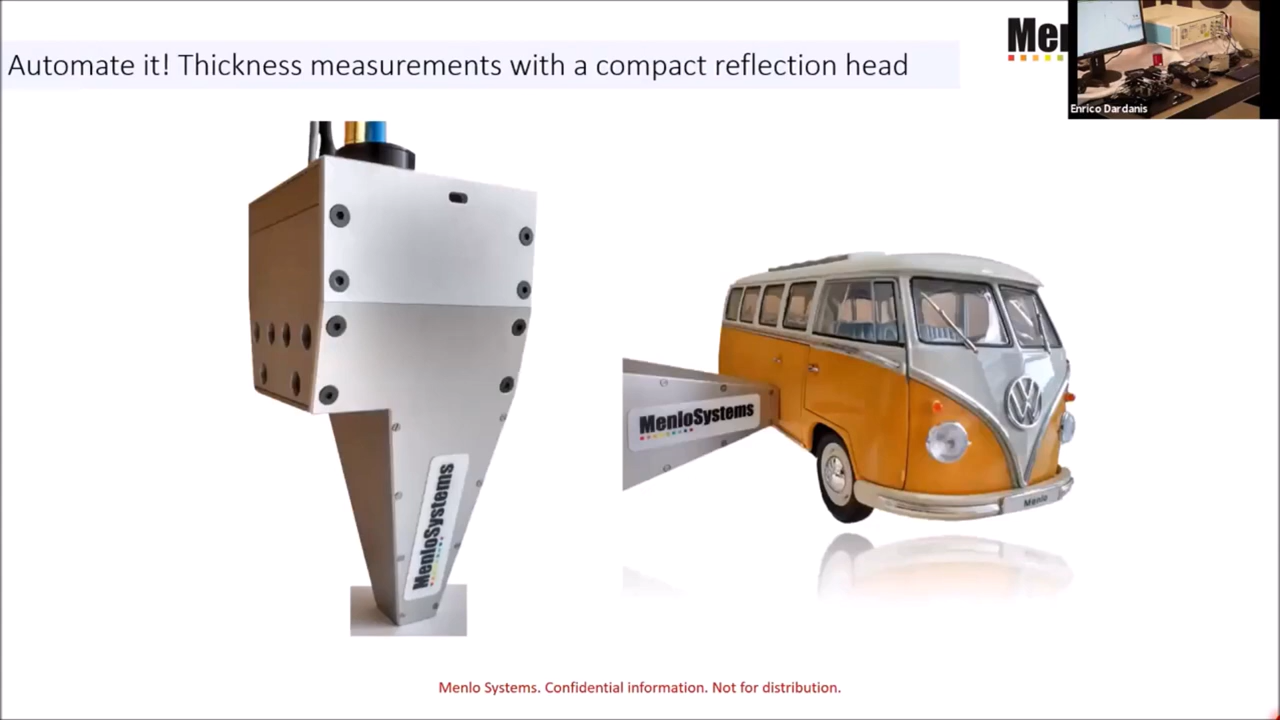 Automate it! Thickness measurements with a compact reflection head
Enrico Dardanis
MenloSystems
MenloSystems
Menlo
Menlo Systems. Confidential information. Not for distribution.